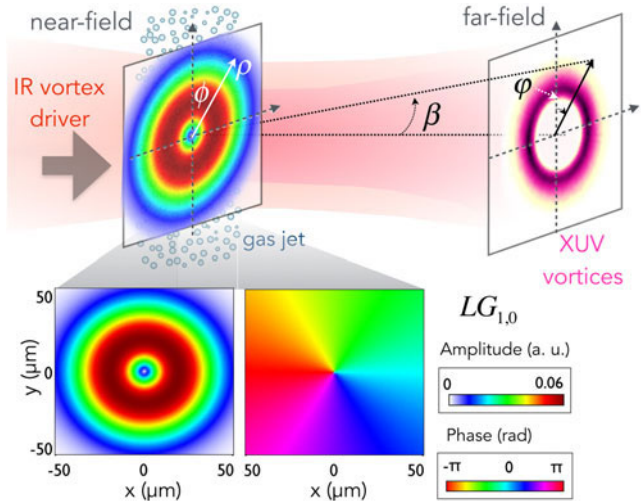 near-field
far-field
IR vortex
driver
ϕ
ρ
β
φ
gas jet
XUV
vortices
50
0
-50
y (μm)
-50
0
50
x (μm)
50
0
50
x (μm)
LG1,0
Amplitude (a. u.)
0
0.06
Phase (rad)
-π
0
π